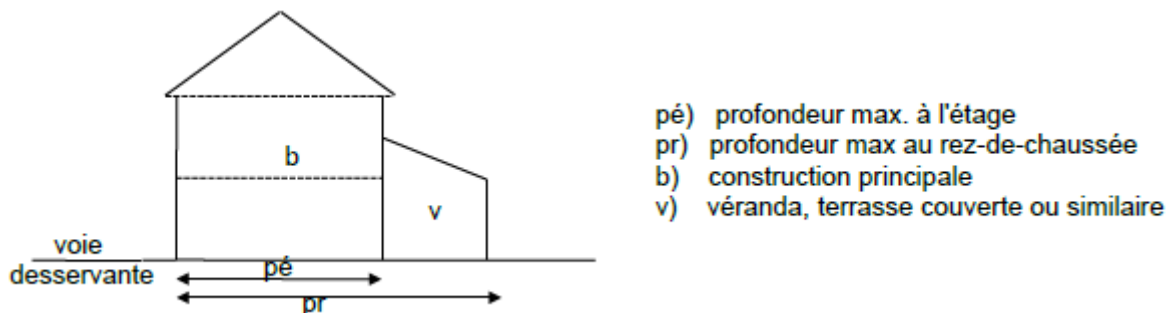 b
v
voie
desservante
pé
pr
pé) profondeur max. à l'étage
pr) profondeur max au rez-de-chaussée
b) construction principale
v) véranda, terrasse couverte ou similaire